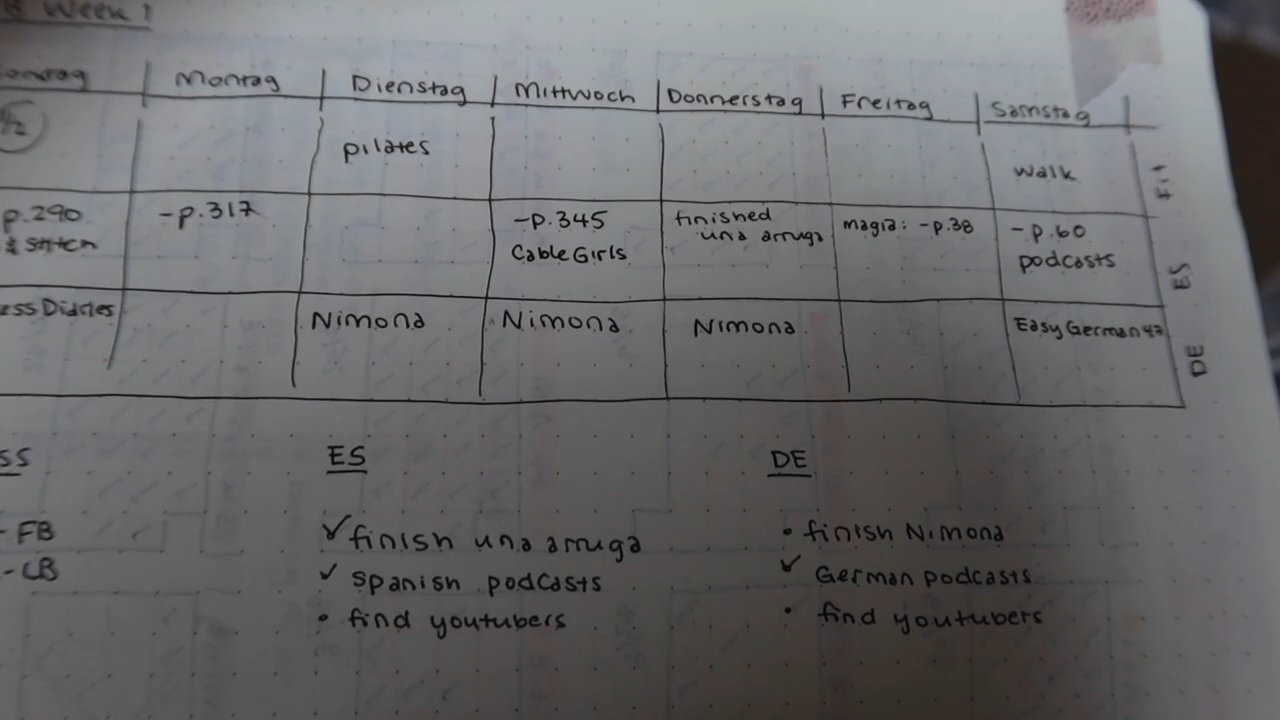 Week 1
Montag
Dienstag
Mittwoch
Donnerstag
Freitag
Samstag
pilates
walk
Fit
p.290
& Stitch
-p.317
-p.345
Cable Girls
finished
una arruga
magia: -p.38
-p.60
podcasts
ES
Diaries
Nimona
Nimona
Nimona
Easy German 42
DE
ES
DE
- FB
- LB
✓ finish una arruga
✓ Spanish podcasts
• find youtubers
• finish Nimona
✓ German podcasts
• find youtubers